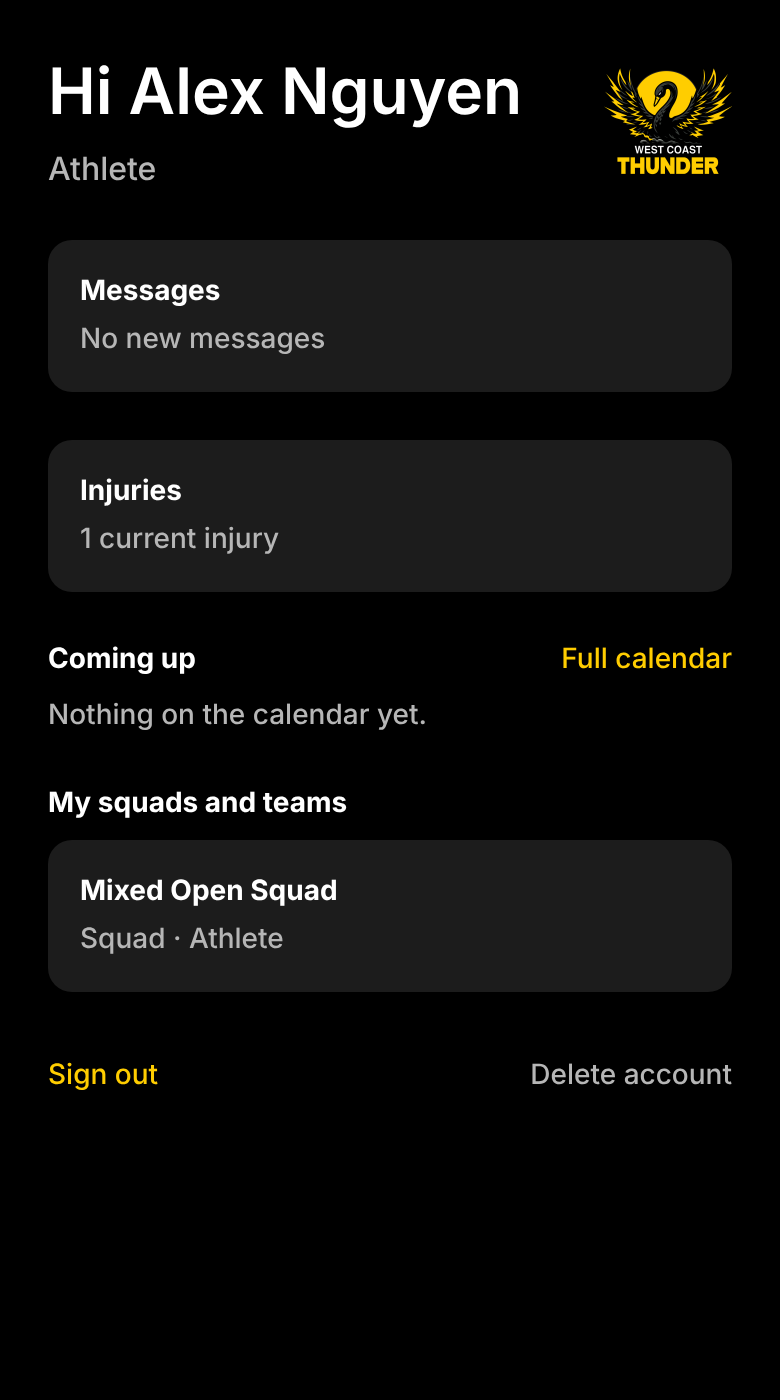 Hi Alex Nguyen
WEST COAST
THUNDER
Athlete
Messages
No new messages
Injuries
1 current injury
Coming up
Full calendar
Nothing on the calendar yet.
My squads and teams
Mixed Open Squad
Squad · Athlete
Sign out
Delete account